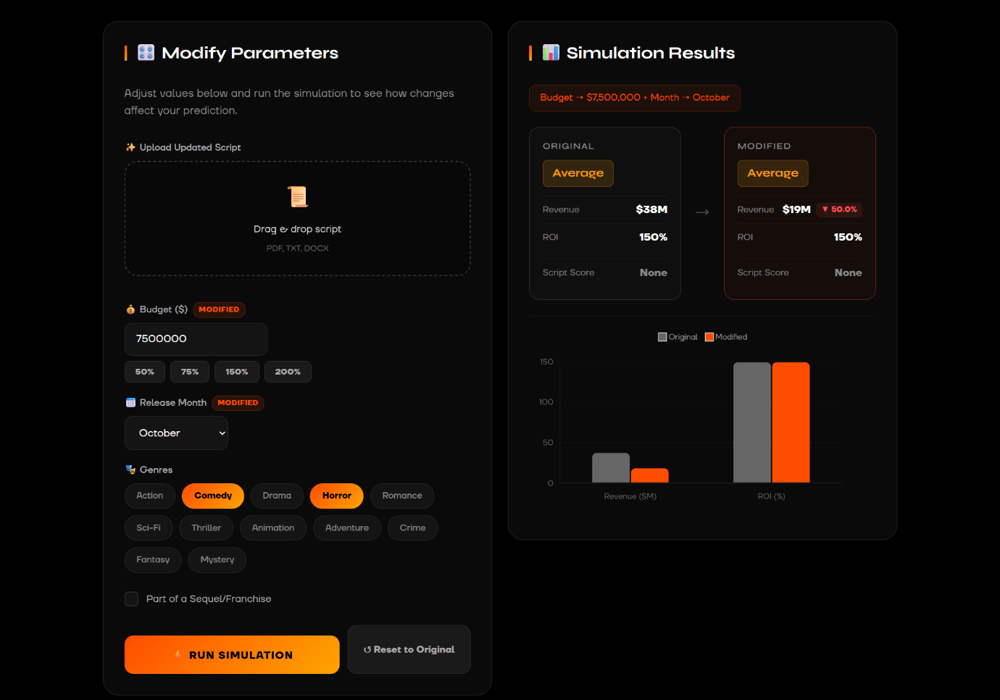 Modify Parameters
Adjust values below and run the simulation to see how changes
affect your prediction.
Upload Updated Script
Drag & drop script
PDF, TXT, DOCX
Budget ($) MODIFIED
7500000
50% 75% 150% 200%
Release Month MODIFIED
October
Genres
Action Comedy Drama Horror Romance
Sci-Fi Thriller Animation Adventure Crime
Fantasy Mystery
Part of a Sequel/Franchise
RUN SIMULATION
↺ Reset to Original
Simulation Results
Budget → $7,500,000 + Month → October
ORIGINAL
Average
Revenue $38M
ROI 150%
Script Score None
→
MODIFIED
Average
Revenue $19M ▼ 50.0%
ROI 150%
Script Score None
Original Modified
150
100
50
0
Revenue ($M) ROI (%)